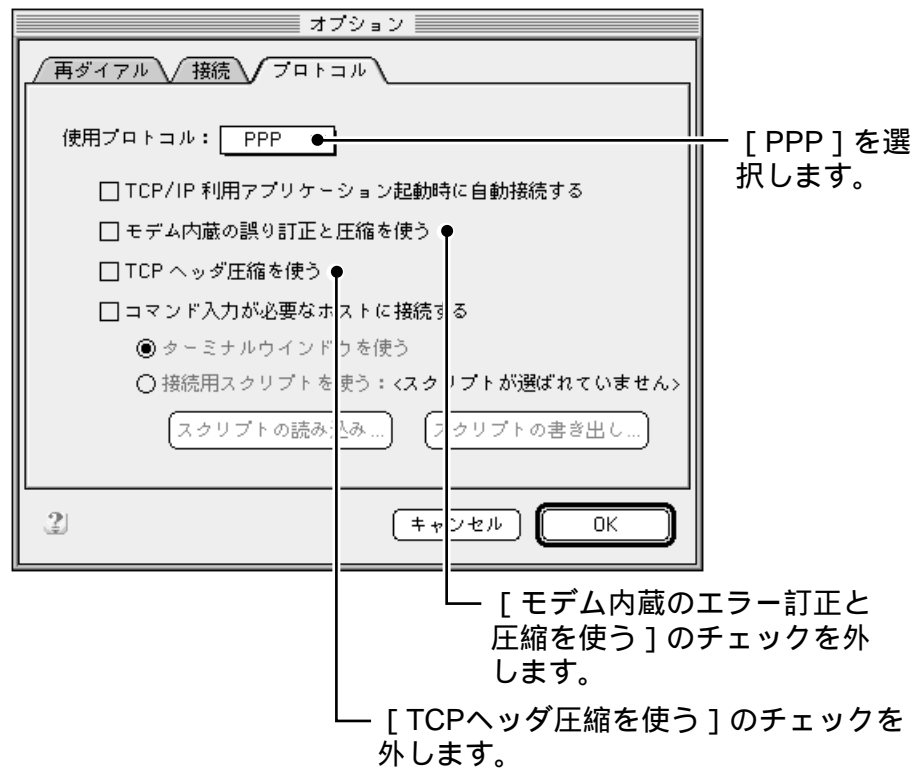 オプション
再ダイアル 接続 プロトコル
使用プロトコル： PPP
TCP/IP 利用アプリケーション起動時に自動接続する
モデム内蔵の誤り訂正と圧縮を使う
TCP ヘッダ圧縮を使う
コマンド入力が必要なホストに接続する
ターミナルウインドウを使う
接続用スクリプトを使う：<スクリプトが選ばれていません>
スクリプトの読み込み... スクリプトの書き出し...
? キャンセル OK
［PPP］を選
択します。
［モデム内蔵のエラー訂正と
圧縮を使う］のチェックを外
します。
［TCPヘッダ圧縮を使う］のチェックを
外します。